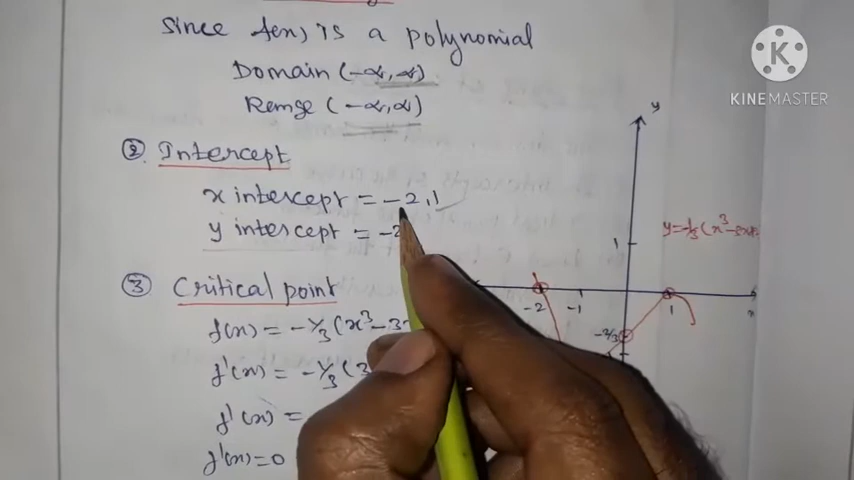 Since f(x) is a polynomial
Domain (-∞, ∞)
Range (-∞, ∞)
② Intercept
x intercept = -2, 1
y intercept = -2
③ Critical point
f(x) = -1/3 (x³ - 3x
f'(x) = -1/3 (3
f'(x) =
f'(x) = 0
y
1
y = -1/3 (x³ - 3x +
-2
-1
1
x
-2/3
KINEMASTER